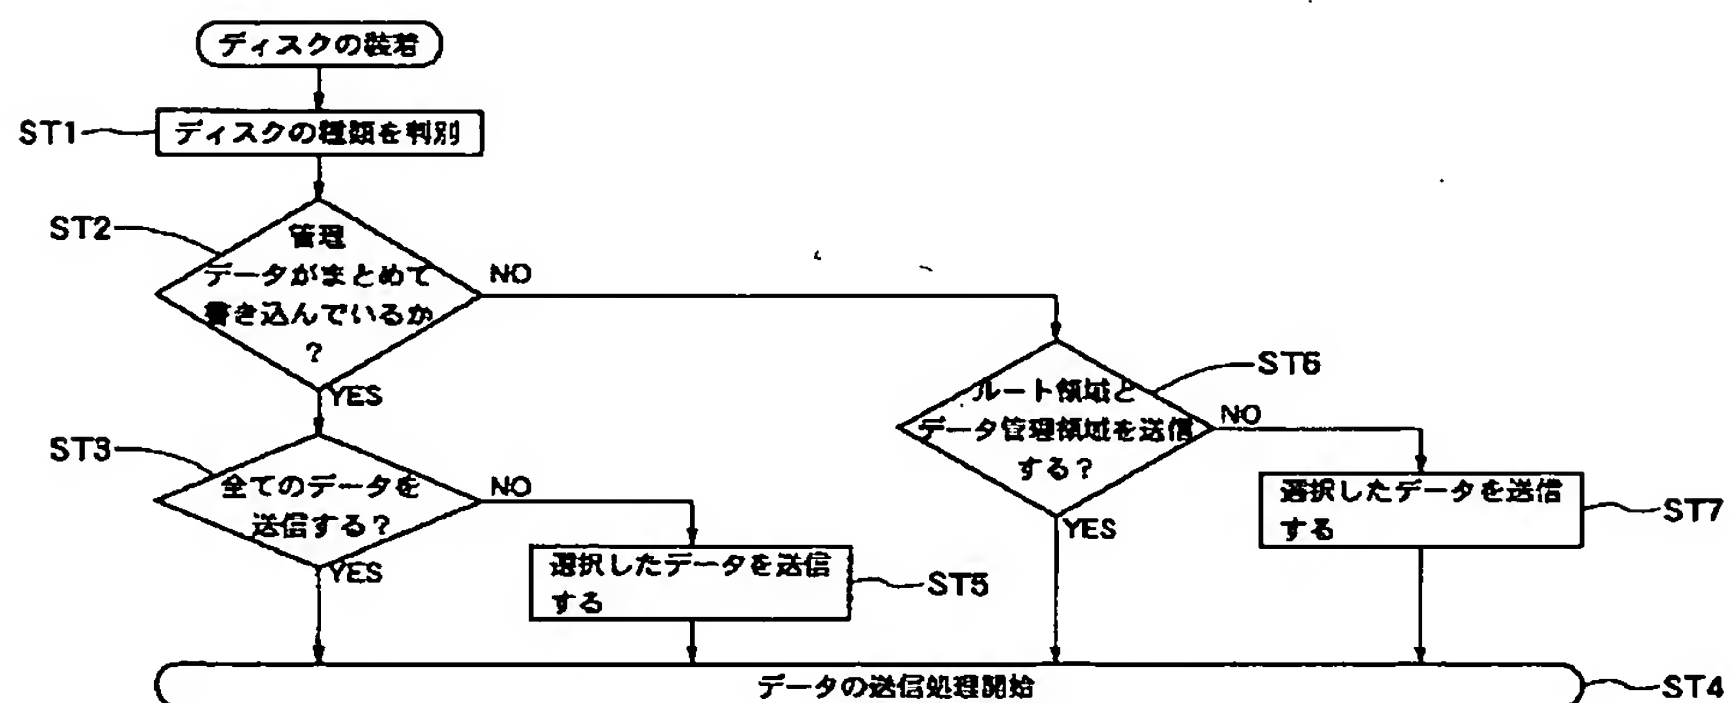 ディスクの装着
ST1
ディスクの種類を判別
ST2
管理
データがまとめて
書き込んでいるか
?
NO
YES
ST6
ルート領域と
データ管理領域を送信
する?
NO
YES
ST3
全てのデータを
送信する?
NO
YES
選択したデータを送信
する
ST5
選択したデータを送信
する
ST7
データの送信処理開始
ST4